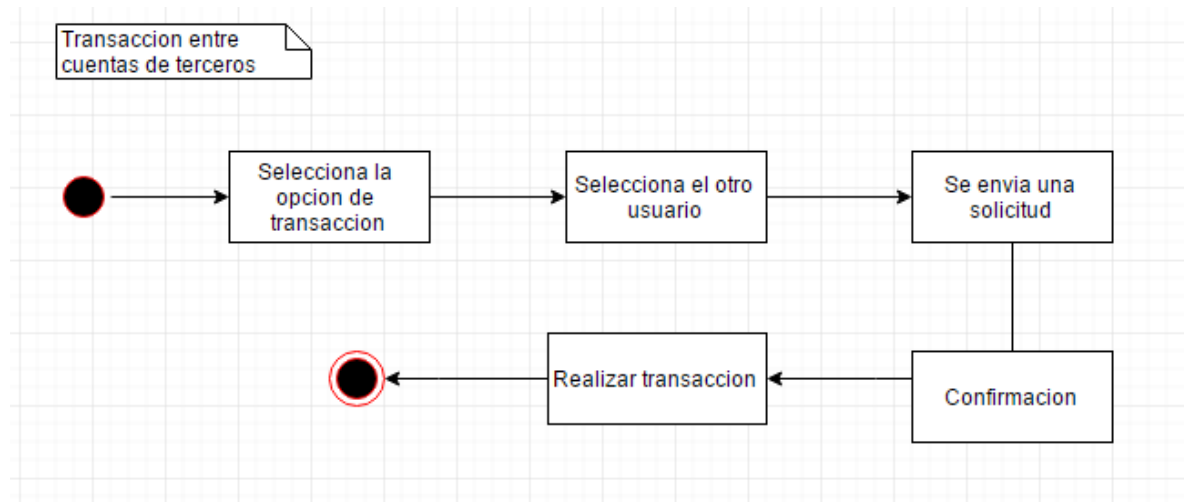 Transaccion entre
cuentas de terceros
Selecciona la
opcion de
transaccion
Selecciona el otro
usuario
Se envia una
solicitud
Realizar transaccion
Confirmacion